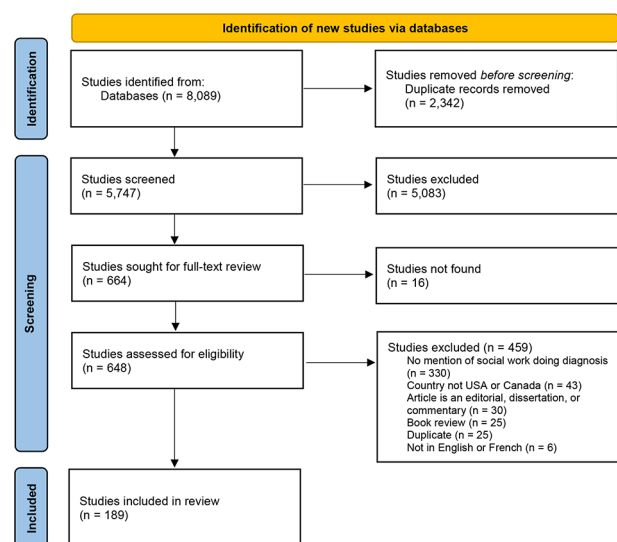 Identification of new studies via databases
Identification
Studies identified from:
Databases (n = 8,089)
Studies removed before screening:
Duplicate records removed
(n = 2,342)
Screening
Studies screened
(n = 5,747)
Studies excluded
(n = 5,083)
Studies sought for full-text review
(n = 664)
Studies not found
(n = 16)
Studies assessed for eligibility
(n = 648)
Studies excluded (n = 459)
No mention of social work doing diagnosis
(n = 330)
Country not USA or Canada (n = 43)
Article is an editorial, dissertation, or
commentary (n = 30)
Book review (n = 25)
Duplicate (n = 25)
Not in English or French (n = 6)
Included
Studies included in review
(n = 189)